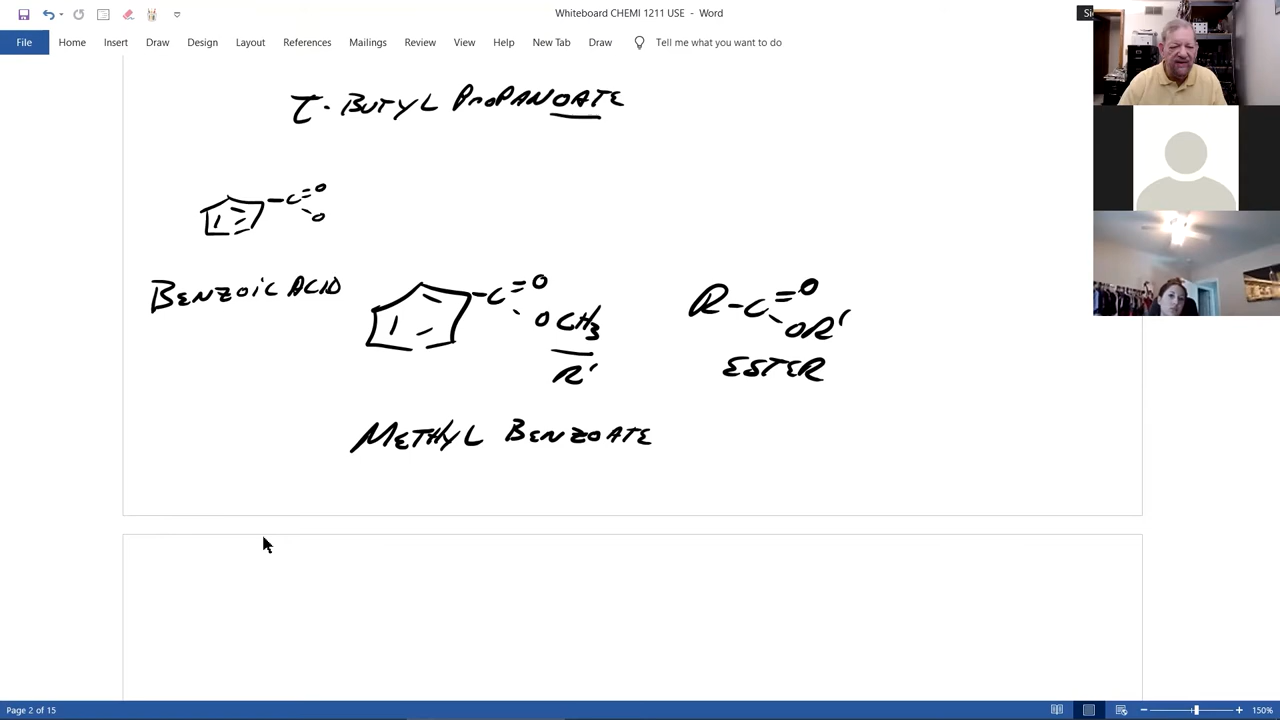 Whiteboard CHEMI 1211 USE - Word
File Home Insert Draw Design Layout References Mailings Review View Help New Tab Draw Tell me what you want to do
T-BUTYL PROPANOATE
-C=O
O
BENZOIC ACID
-C=O
OCH3
R'
R-C=O
OR'
ESTER
METHYL BENZOATE
Page 2 of 15
150%